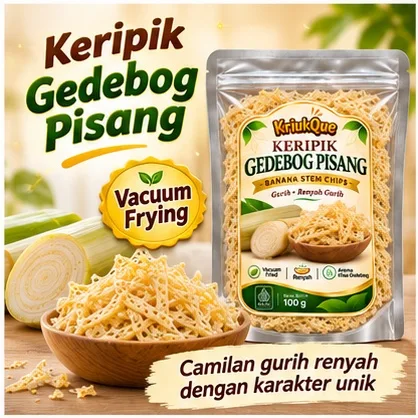 Keripik
Gedebog
Pisang
Vacuum
Frying
KriukQue
KERIPIK
GEDEBOG PISANG
BANANA STEM CHIPS
Gurih • Renyah Gurih
Vacuum
Fried
Renyah
Aroma
100 g
Camilan gurih renyah
dengan karakter unik